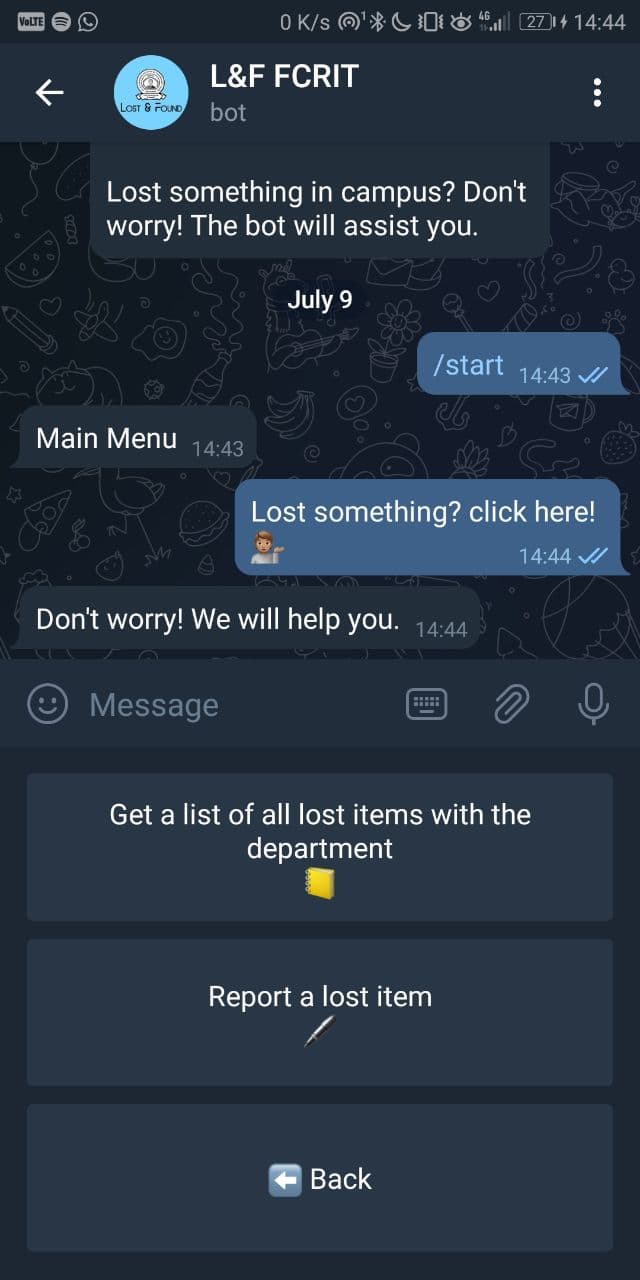 VoLTE 0 K/s 1 4G 27 14:44
L&F FCRIT
LOST & FOUND
bot
Lost something in campus? Don't
worry! The bot will assist you.
July 9
/start 14:43
Main Menu 14:43
Lost something? click here!
14:44
Don't worry! We will help you. 14:44
Message
Get a list of all lost items with the
department
Report a lost item
Back